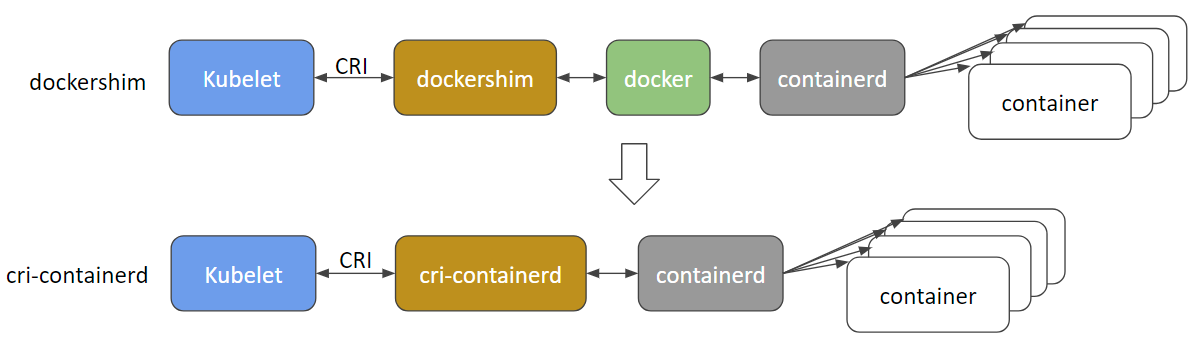 dockershim
Kubelet
CRI
dockershim
docker
containerd
container
cri-containerd
Kubelet
CRI
cri-containerd
containerd
container